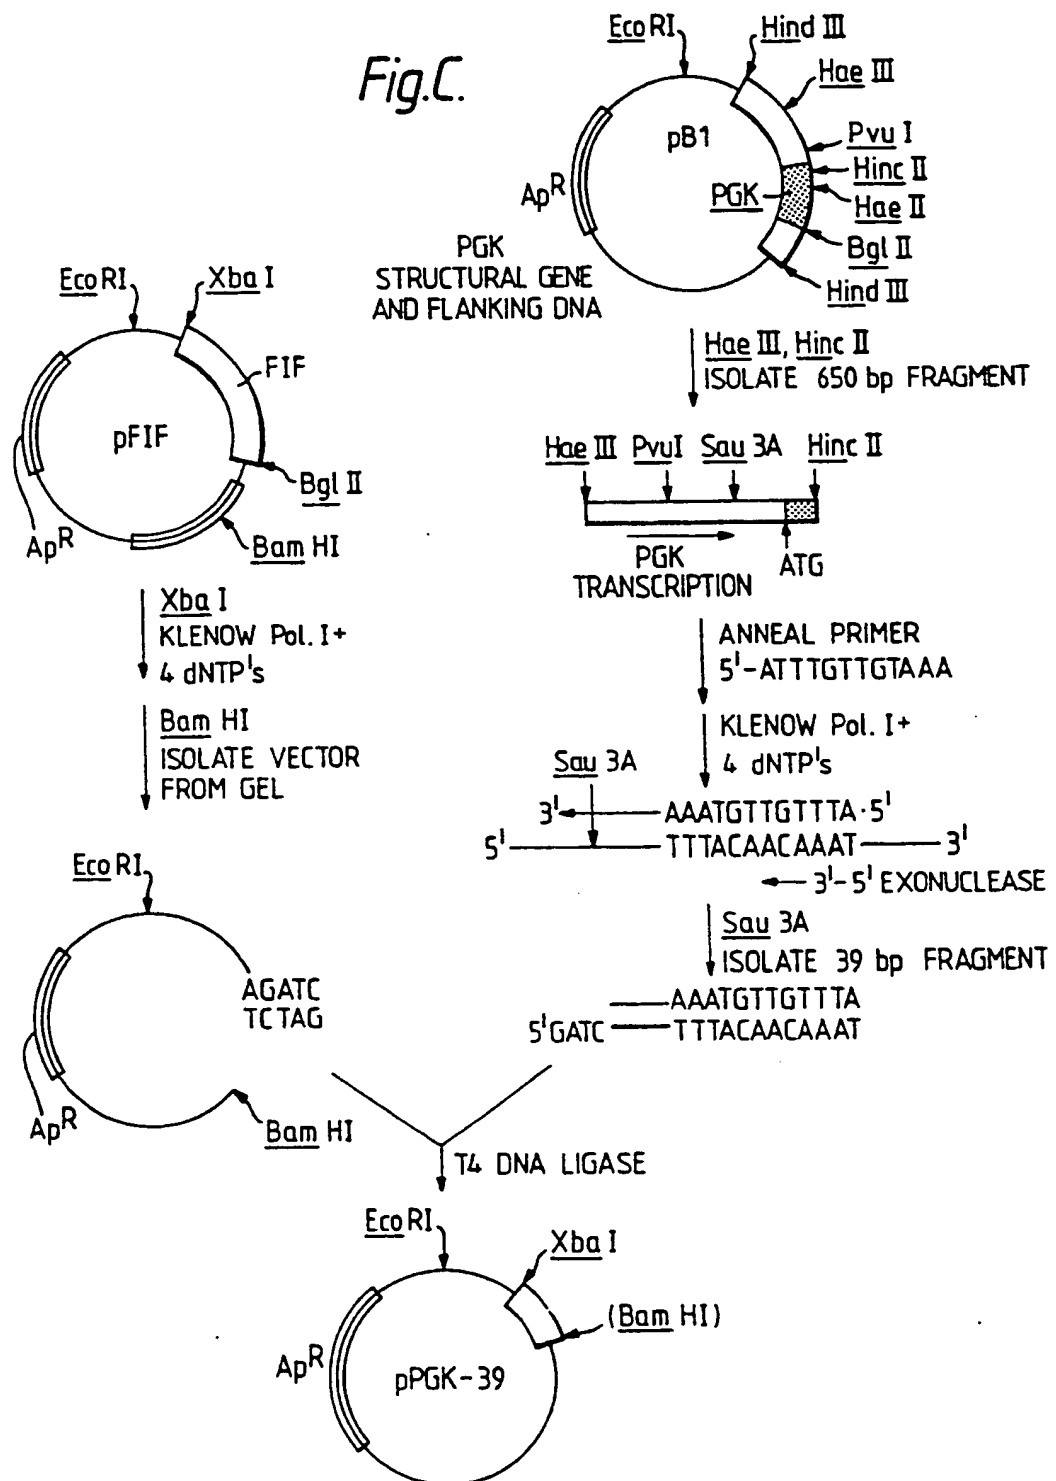 Fig.C.
EcoRI
Hind III
Hae III
Pvu I
Hinc II
Hae II
Bgl II
Hind III
pB1
PGK
ApR
PGK
STRUCTURAL GENE
AND FLANKING DNA
EcoRI
Xba I
FIF
pFIF
Bgl II
Bam HI
ApR
Hae III, Hinc II
ISOLATE 650 bp FRAGMENT
Hae III PvuI Sau 3A Hinc II
PGK
TRANSCRIPTION
ATG
Xba I
KLENOW Pol. I+
4 dNTP's
Bam HI
ISOLATE VECTOR
FROM GEL
ANNEAL PRIMER
5'-ATTTGTTGTAAA
KLENOW Pol. I+
4 dNTP's
Sau 3A
3' AAATGTTGTTTA·5'
5' TTTACAACAAAT 3'
3'-5' EXONUCLEASE
Sau 3A
ISOLATE 39 bp FRAGMENT
AAATGTTGTTTA
5'GATC TTTACAACAAAT
EcoRI
AGATC
TCTAG
ApR
Bam HI
T4 DNA LIGASE
EcoRI
Xba I
(Bam HI)
ApR
pPGK-39